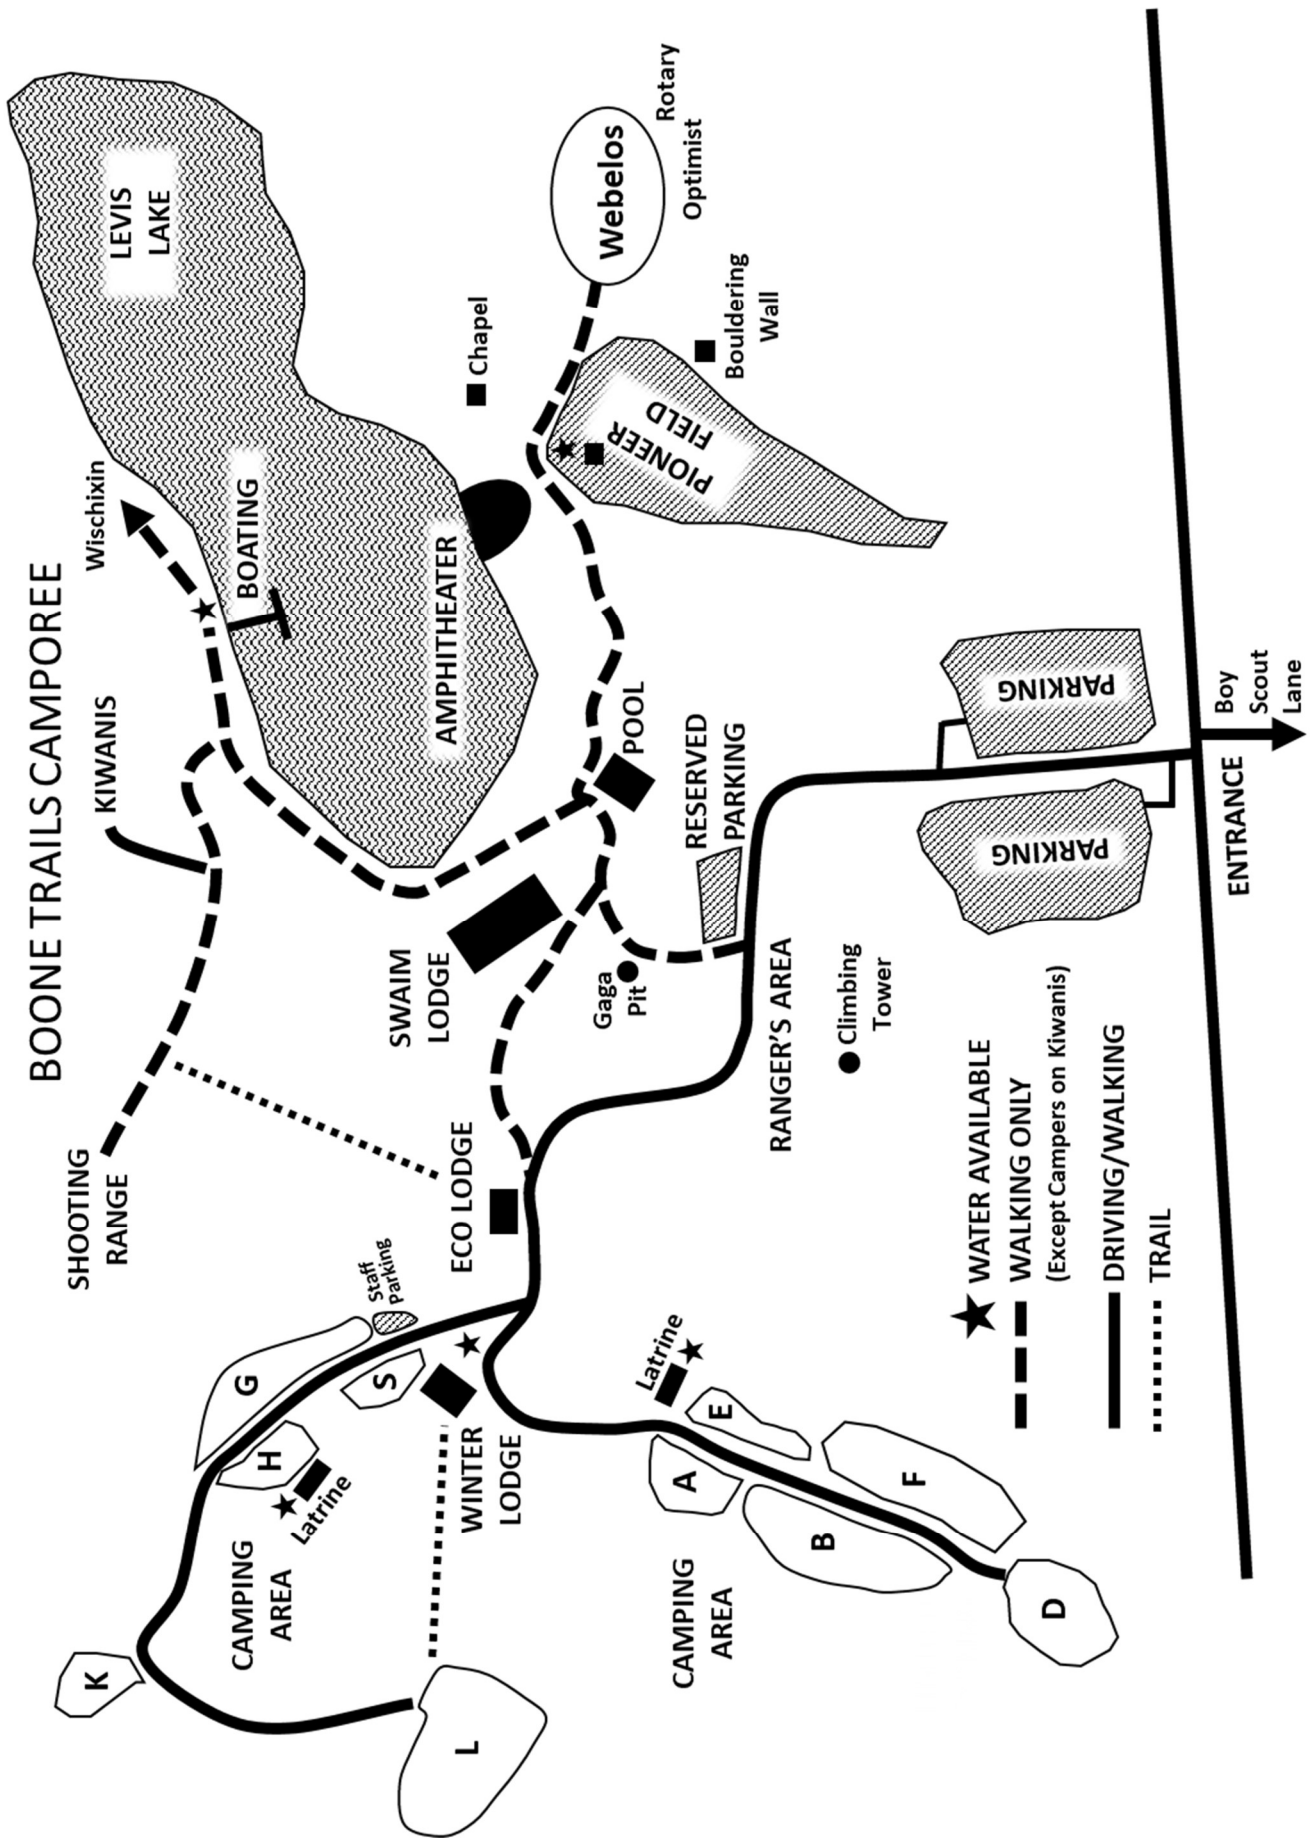 BOONE TRAILS CAMPOREE
SHOOTING
RANGE
KIWANIS
Wischixin
LEVIS
LAKE
BOATING
AMPHITHEATER
Chapel
Webelos
Rotary
Optimist
Bouldering
Wall
PIONEER
FIELD
POOL
RESERVED
PARKING
SWAIM
LODGE
Gaga
Pit
ECO LODGE
Staff
Parking
G
S
H
Latrine
CAMPING
AREA
K
L
WINTER
LODGE
Latrine
E
A
B
F
D
CAMPING
AREA
RANGER'S AREA
Climbing
Tower
PARKING
PARKING
ENTRANCE
Boy
Scout
Lane
WATER AVAILABLE
WALKING ONLY
(Except Campers on Kiwanis)
DRIVING/WALKING
TRAIL